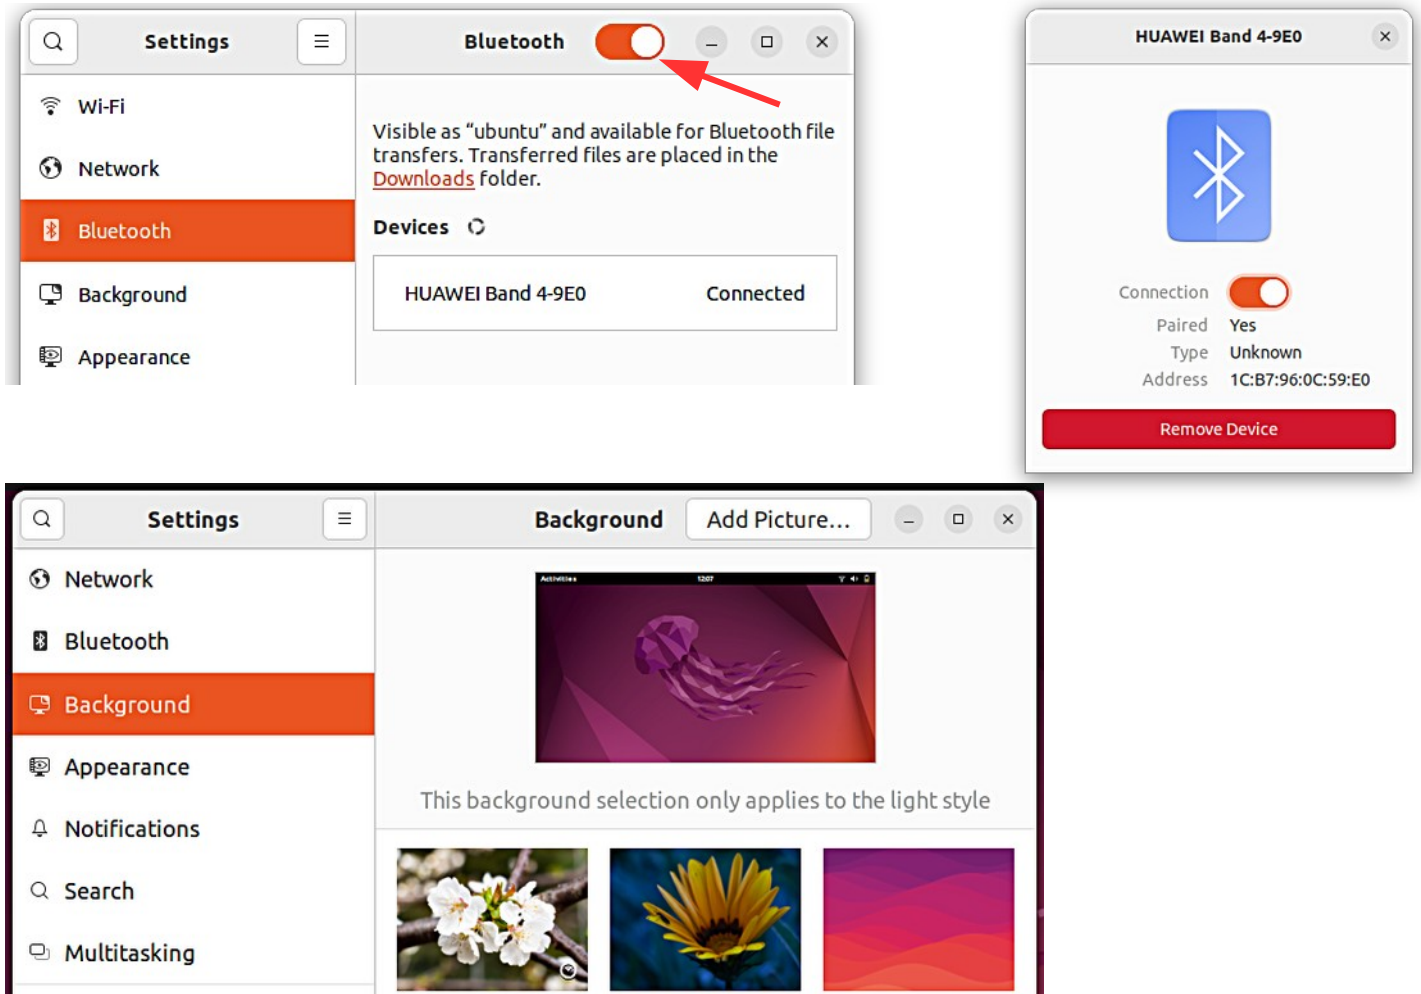 Settings
Bluetooth
Wi-Fi
Network
Bluetooth
Background
Appearance
Visible as “ubuntu” and available for Bluetooth file
transfers. Transferred files are placed in the
Downloads folder.
Devices
HUAWEI Band 4-9E0 Connected
HUAWEI Band 4-9E0
Connection
Paired Yes
Type Unknown
Address 1C:B7:96:0C:59:E0
Remove Device
Settings
Background Add Picture...
Network
Bluetooth
Background
Appearance
Notifications
Search
Multitasking
Activities 12:07
This background selection only applies to the light style